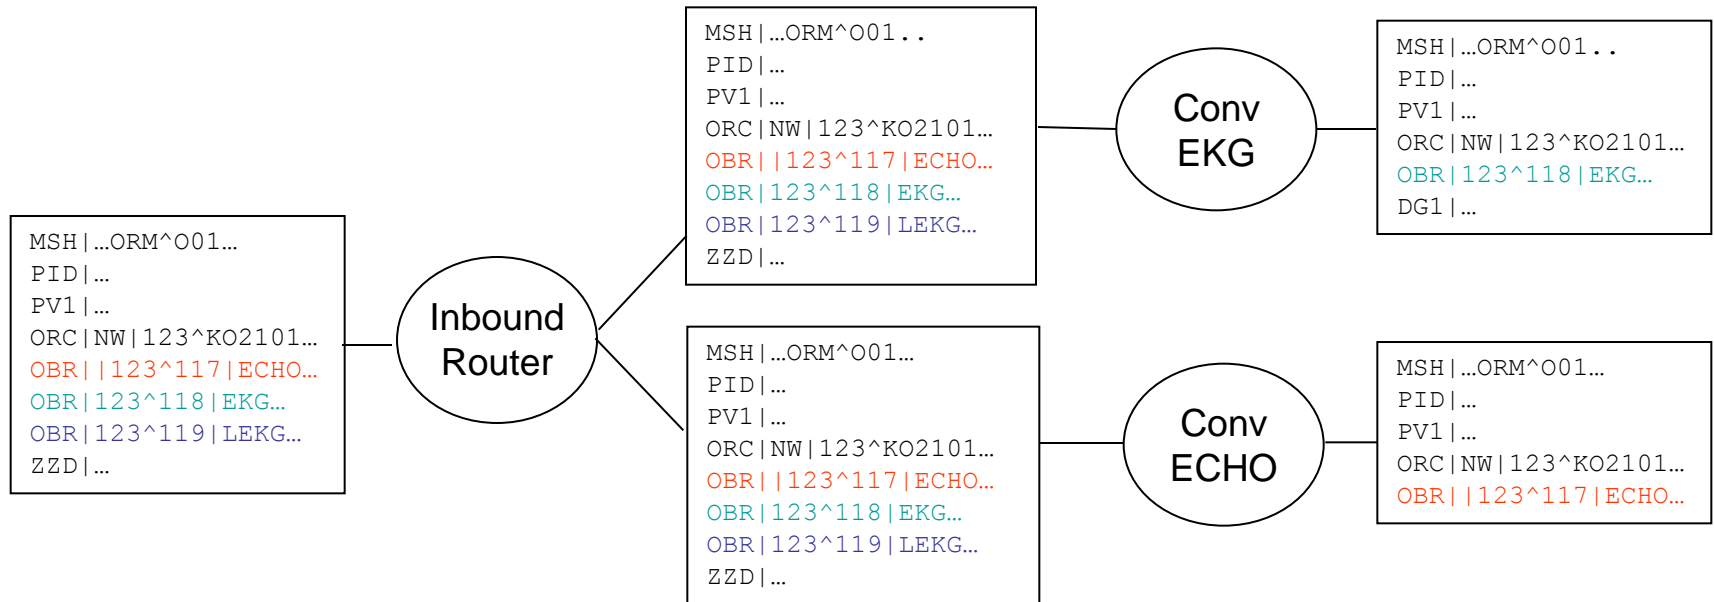 MSH|…ORM^O01…
PID|…
PV1|…
ORC|NW|123^KO2101…
OBR||123^117|ECHO…
OBR|123^118|EKG…
OBR|123^119|LEKG…
ZZD|…
Inbound
Router
MSH|…ORM^O01..
PID|…
PV1|…
ORC|NW|123^KO2101…
OBR||123^117|ECHO…
OBR|123^118|EKG…
OBR|123^119|LEKG…
ZZD|…
Conv
EKG
MSH|…ORM^O01..
PID|…
PV1|…
ORC|NW|123^KO2101…
OBR|123^118|EKG…
DG1|…
MSH|…ORM^O01…
PID|…
PV1|…
ORC|NW|123^KO2101…
OBR||123^117|ECHO…
OBR|123^118|EKG…
OBR|123^119|LEKG…
ZZD|…
Conv
ECHO
MSH|…ORM^O01…
PID|…
PV1|…
ORC|NW|123^KO2101…
OBR||123^117|ECHO…